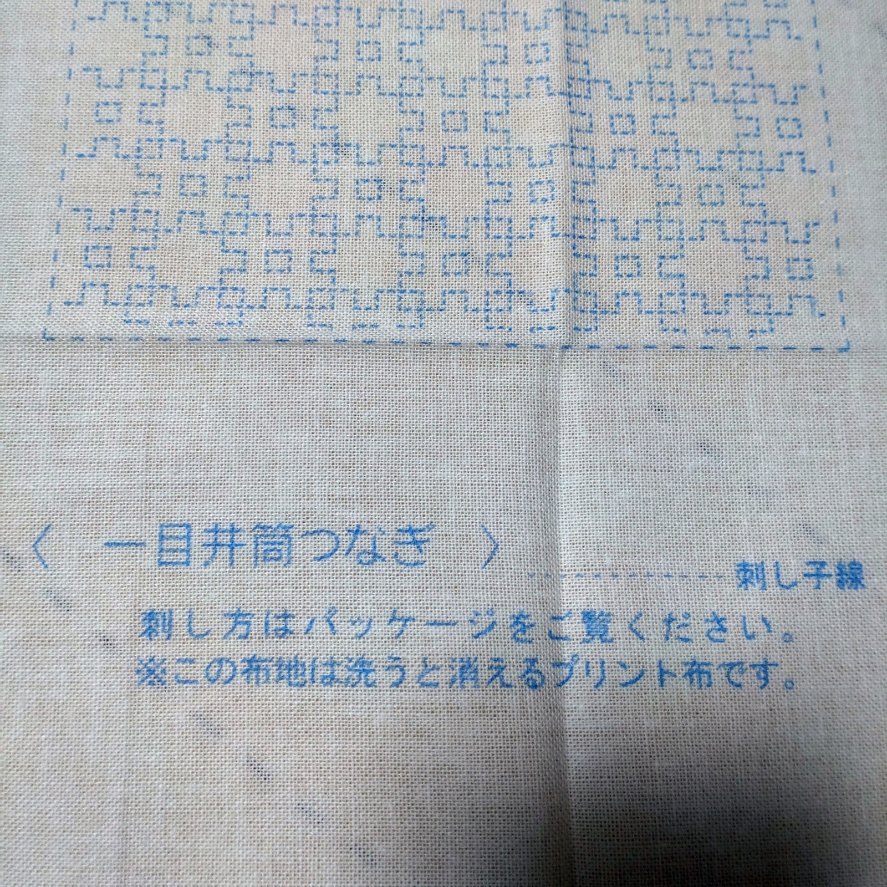 〈 一目井筒つなぎ 〉
刺し子線
刺し方はパッケージをご覧ください。
※この布地は洗うと消えるプリント布です。